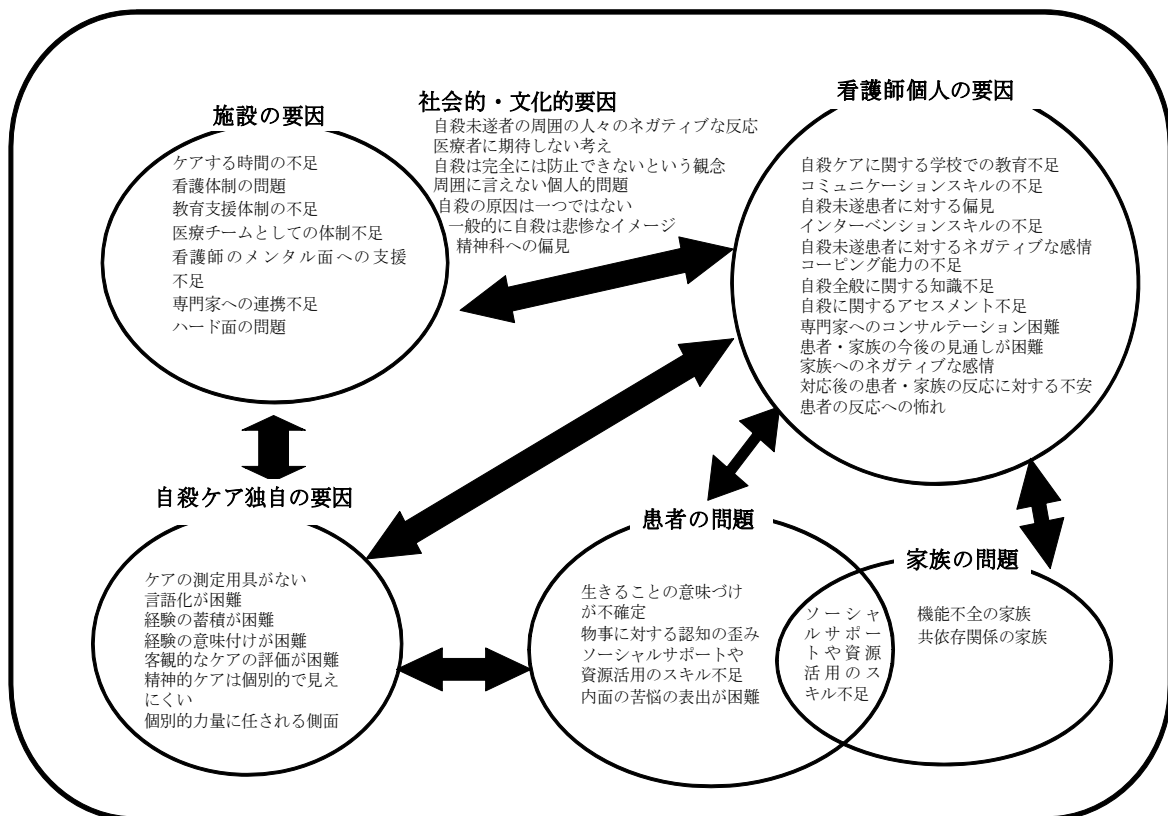 施設の要因
ケアする時間の不足
看護体制の問題
教育支援体制の不足
医療チームとしての体制不足
看護師のメンタル面への支援
不足
専門家への連携不足
ハード面の問題
社会的・文化的要因
自殺未遂者の周囲の人々のネガティブな反応
医療者に期待しない考え
自殺は完全には防止できないという観念
周囲に言えない個人的問題
自殺の原因は一つではない
一般的に自殺は悲惨なイメージ
精神科への偏見
看護師個人の要因
自殺ケアに関する学校での教育不足
コミュニケーションスキルの不足
自殺未遂患者に対する偏見
インターベンションスキルの不足
自殺未遂患者に対するネガティブな感情
コーピング能力の不足
自殺全般に関する知識不足
自殺に関するアセスメント不足
専門家へのコンサルテーション困難
患者・家族の今後の見通しが困難
家族へのネガティブな感情
対応後の患者・家族の反応に対する不安
患者の反応への怖れ
自殺ケア独自の要因
ケアの測定用具がない
言語化が困難
経験の蓄積が困難
経験の意味付けが困難
客観的なケアの評価が困難
精神的ケアは個別的で見え
にくい
個別的力量に任される側面
患者の問題
生きることの意味づけ
が不確定
物事に対する認知の歪み
ソーシャルサポートや
資源活用のスキル不足
内面の苦悩の表出が困難
ソーシャ
ルサポー
トや資源
活用のス
キル不足
家族の問題
機能不全の家族
共依存関係の家族